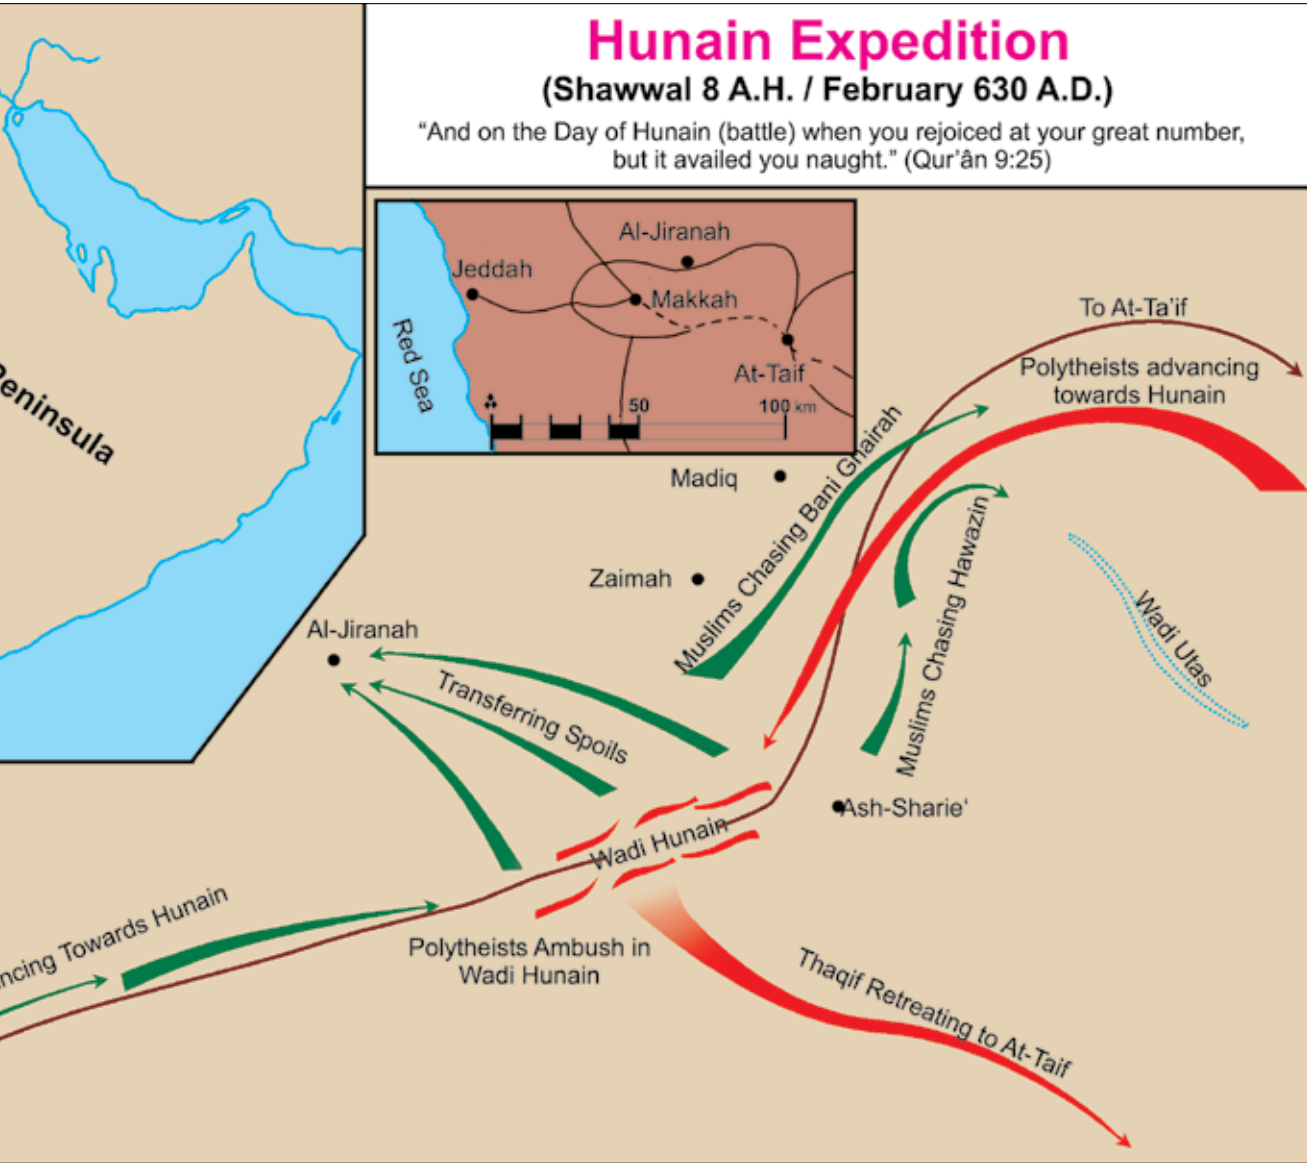 Hunain Expedition
(Shawwal 8 A.H. / February 630 A.D.)
“And on the Day of Hunain (battle) when you rejoiced at your great number,
but it availed you naught.” (Qur’ân 9:25)
Peninsula
Al-Jiranah
Jeddah
Makkah
Red Sea
At-Taif
50
100 km
To At-Ta’if
Polytheists advancing
towards Hunain
Madiq
Muslims Chasing Bani Ghairah
Zaimah
Muslims Chasing Hawazin
Wadi Utas
Al-Jiranah
Transferring Spoils
Ash-Sharie‘
Wadi Hunain
Towards Hunain
Polytheists Ambush in
Wadi Hunain
Thaqif Retreating to At-Taif